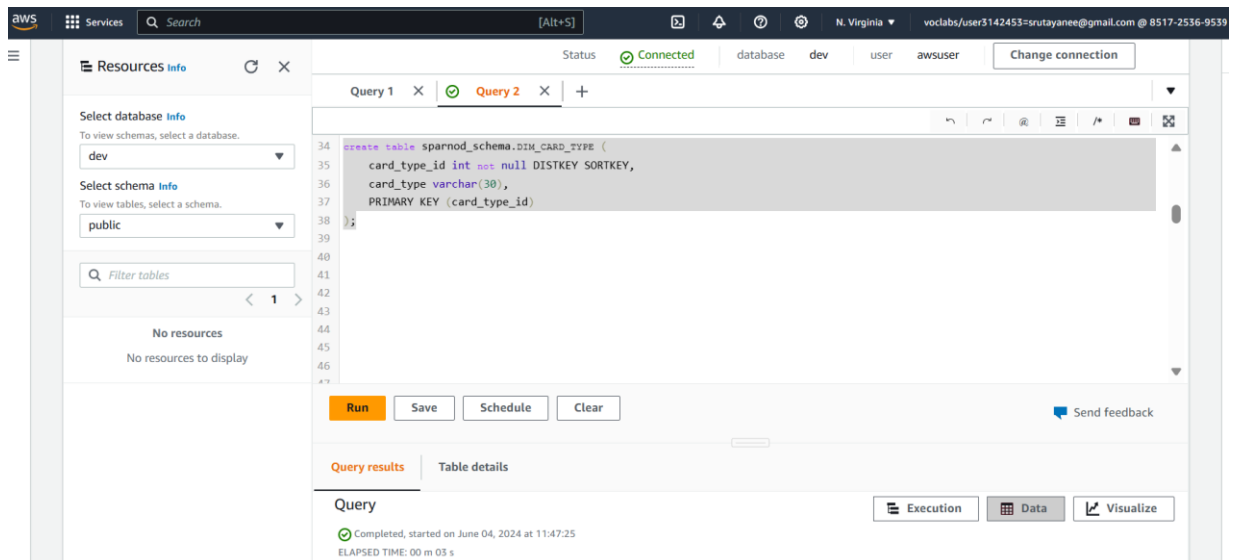 aws Services Search [Alt+S] N. Virginia ▼ voclabs/user3142453=srutayanee@gmail.com @ 8517-2536-9539
Resources Info
Status Connected database dev user awsuser Change connection
Query 1 Query 2
Select database Info
To view schemas, select a database.
dev
Select schema Info
To view tables, select a schema.
public
Filter tables
1
No resources
No resources to display
34 create table sparnod_schema.DIM_CARD_TYPE (
35 card_type_id int not null DISTKEY SORTKEY,
36 card_type varchar(30),
37 PRIMARY KEY (card_type_id)
38 );
39
40
41
42
43
44
45
46
47
Run Save Schedule Clear Send feedback
Query results Table details
Query Execution Data Visualize
Completed, started on June 04, 2024 at 11:47:25
ELAPSED TIME: 00 m 03 s